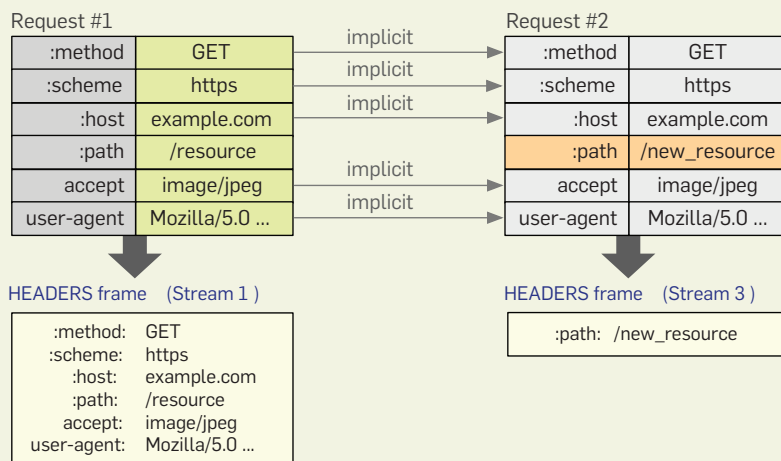 Request #1
:method GET
:scheme https
:host example.com
:path /resource
accept image/jpeg
user-agent Mozilla/5.0 ...
implicit
implicit
implicit
implicit
implicit
Request #2
:method GET
:scheme https
:host example.com
:path /new_resource
accept image/jpeg
user-agent Mozilla/5.0 ...
HEADERS frame (Stream 1 )
:method: GET
:scheme: https
:host: example.com
:path: /resource
accept: image/jpeg
user-agent: Mozilla/5.0 ...
HEADERS frame (Stream 3 )
:path: /new_resource